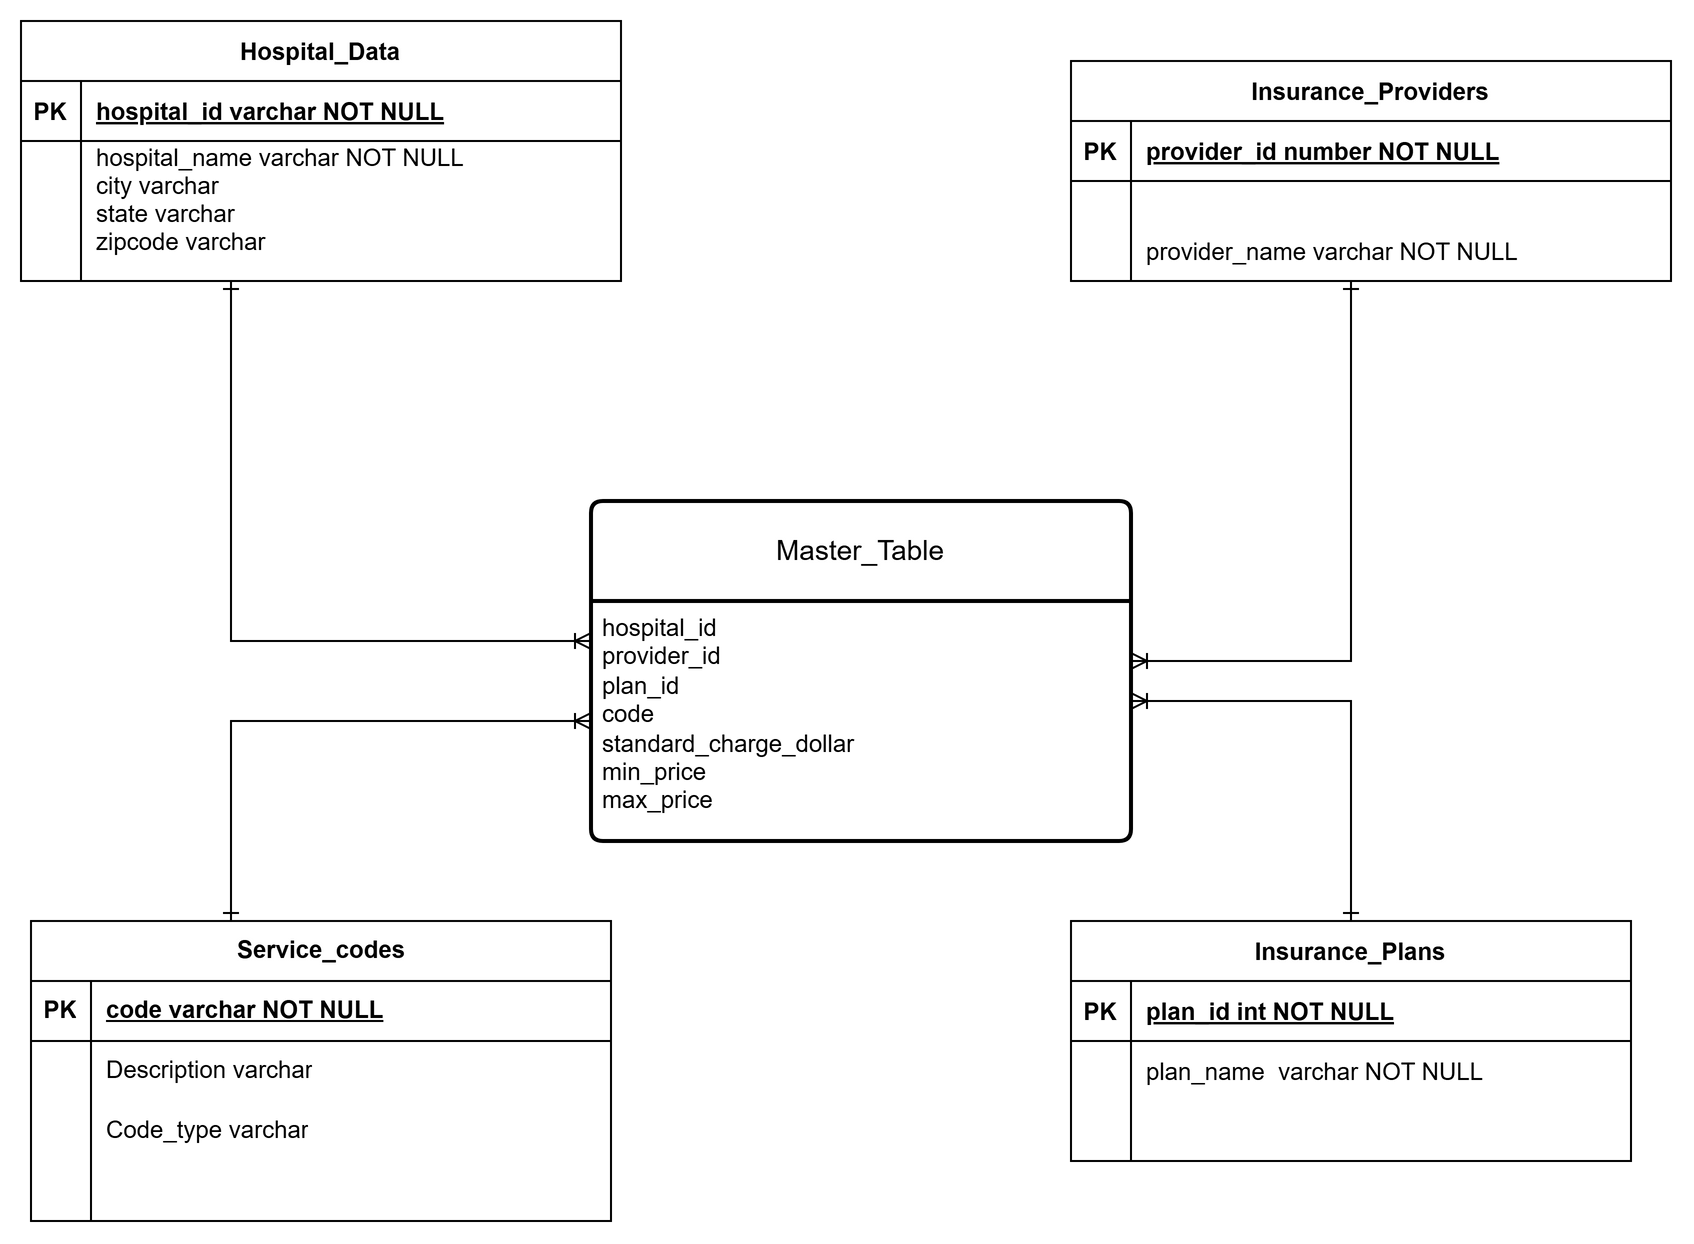 Hospital_Data
PK
hospital_id varchar NOT NULL
hospital_name varchar NOT NULL
city varchar
state varchar
zipcode varchar
Insurance_Providers
PK
provider_id number NOT NULL
provider_name varchar NOT NULL
Master_Table
hospital_id
provider_id
plan_id
code
standard_charge_dollar
min_price
max_price
Service_codes
PK
code varchar NOT NULL
Description varchar
Code_type varchar
Insurance_Plans
PK
plan_id int NOT NULL
plan_name  varchar NOT NULL